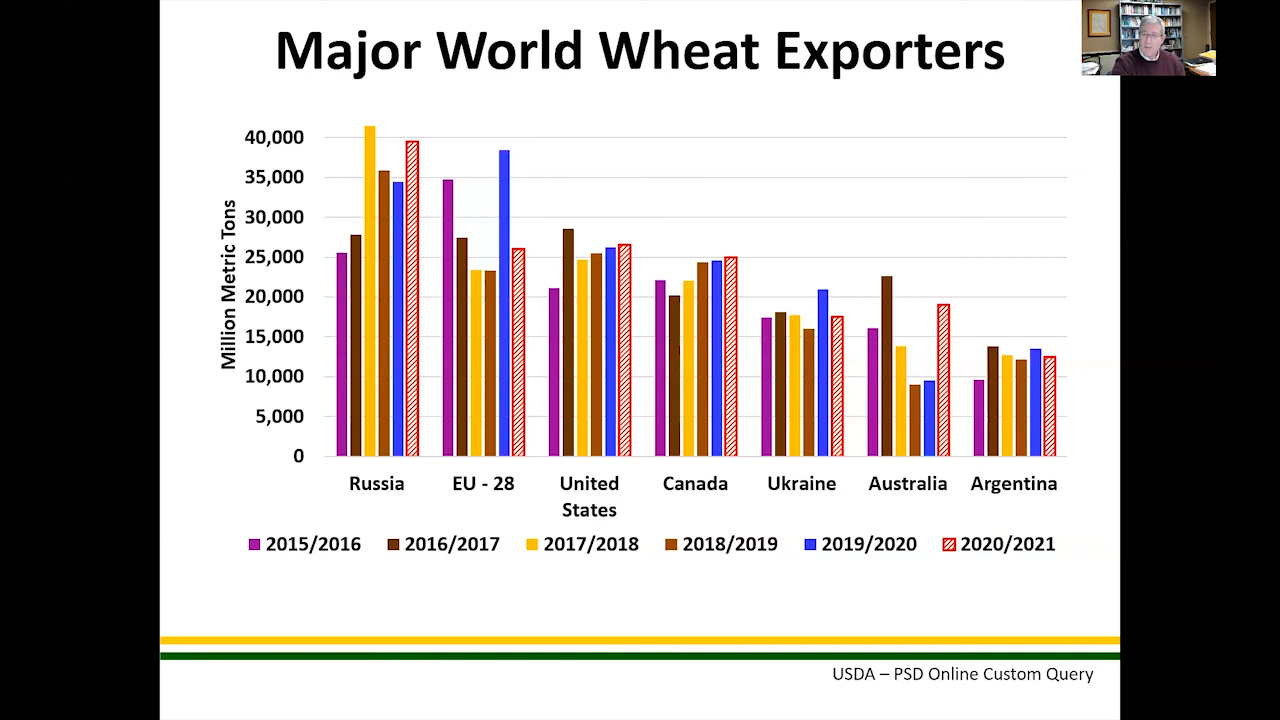 Major World Wheat Exporters
Million Metric Tons
40,000
35,000
30,000
25,000
20,000
15,000
10,000
5,000
0
Russia
EU - 28
United
States
Canada
Ukraine
Australia
Argentina
2015/2016
2016/2017
2017/2018
2018/2019
2019/2020
2020/2021
USDA – PSD Online Custom Query